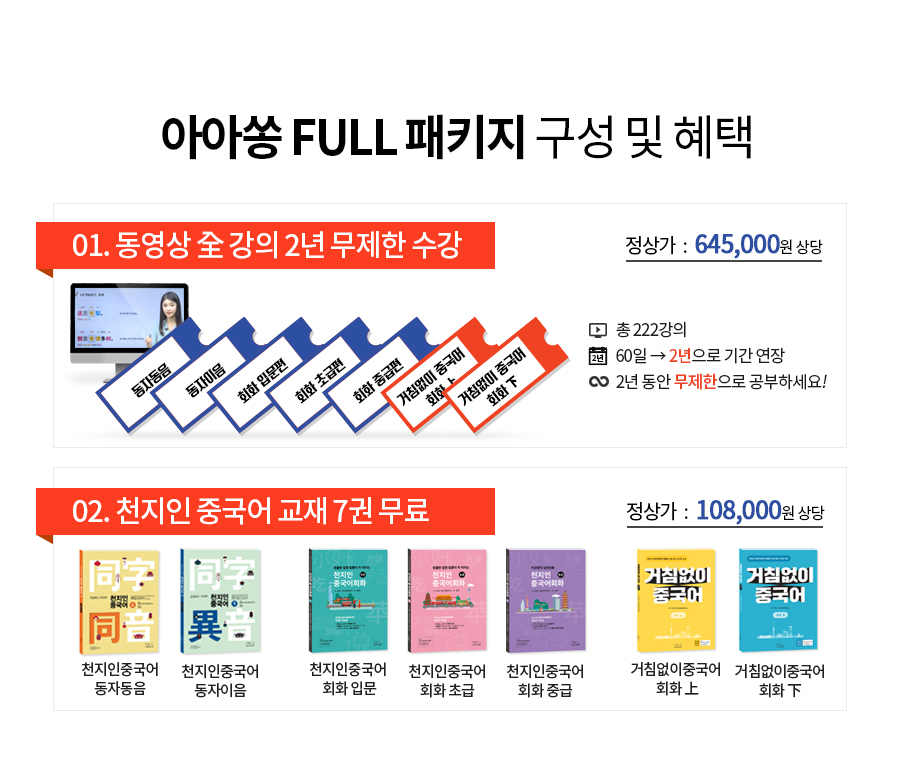 아아쏭 FULL 패키지 구성 및 혜택
01. 동영상 全 강의 2년 무제한 수강
정상가 : 645,000원 상당
동자동음
동자이음
회화 입문편
회화 초급편
회화 중급편
거침없이 중국어
회화 上
거침없이 중국어
회화 下
총 222강의
2년
60일 → 2년으로 기간 연장
2년 동안 무제한으로 공부하세요!
02. 천지인 중국어 교재 7권 무료
정상가 : 108,000원 상당
同字
천지인
중국어
同音
同字
천지인
중국어
異音
천지인
중국어회화
천지인
중국어회화
천지인
중국어회화
거침없이
중국어
거침없이
중국어
천지인중국어
동자동음
천지인중국어
동자이음
천지인중국어
회화 입문
천지인중국어
회화 초급
천지인중국어
회화 중급
거침없이중국어
회화 上
거침없이중국어
회화 下